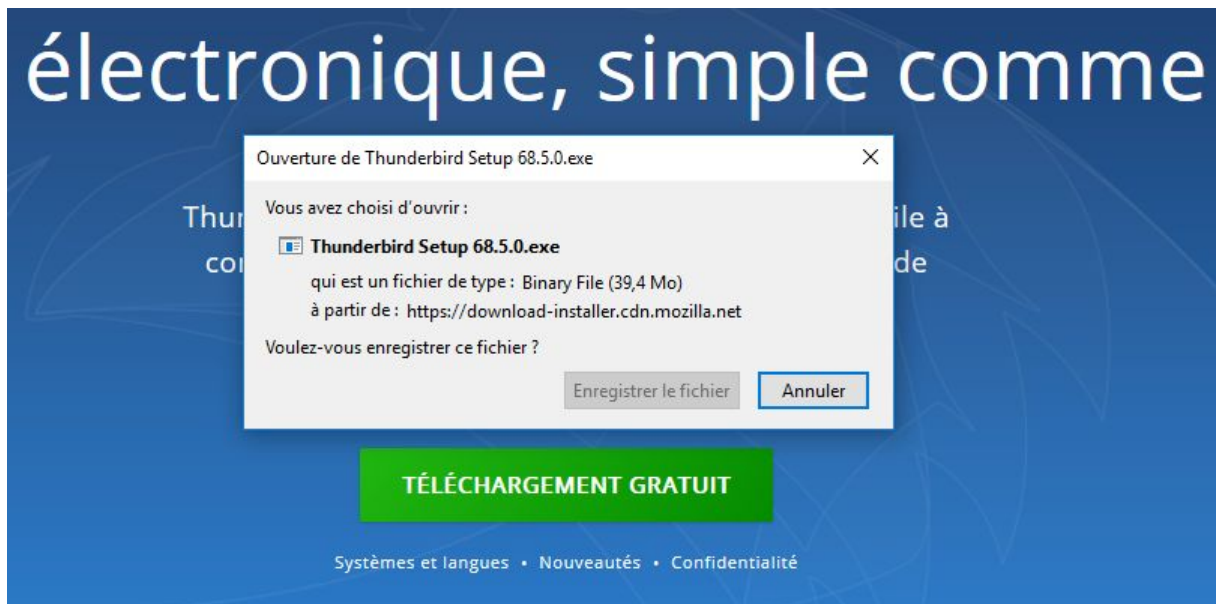 électronique, simple comme
Ouverture de Thunderbird Setup 68.5.0.exe
Vous avez choisi d'ouvrir :
Thunderbird Setup 68.5.0.exe
qui est un fichier de type : Binary File (39,4 Mo)
à partir de : https://download-installer.cdn.mozilla.net
Voulez-vous enregistrer ce fichier ?
Enregistrer le fichier Annuler
ile à
de
TÉLÉCHARGEMENT GRATUIT
Systèmes et langues • Nouveautés • Confidentialité